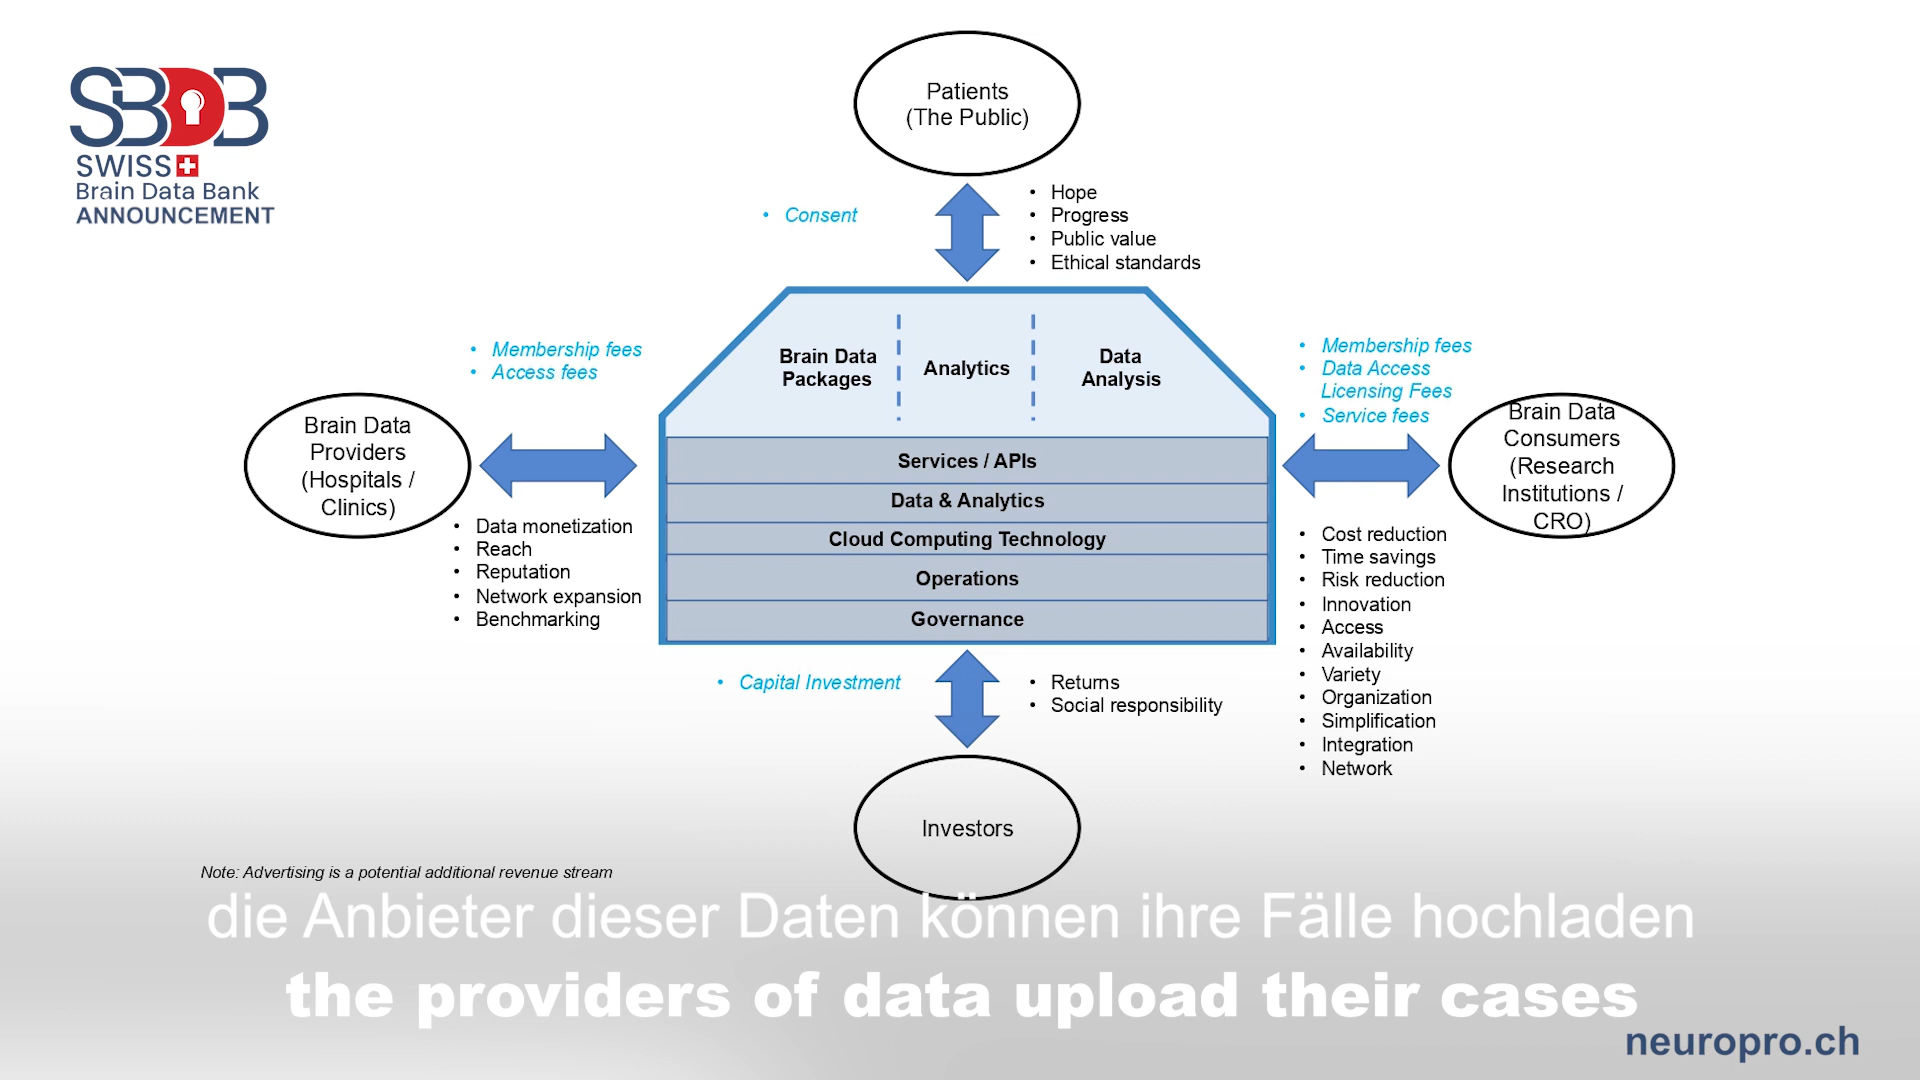 SBDB
SWISS
Brain Data Bank
ANNOUNCEMENT
Patients
(The Public)
• Consent
• Hope
• Progress
• Public value
• Ethical standards
• Membership fees
• Access fees
Brain Data
Packages
Analytics
Data
Analysis
• Membership fees
• Data Access
Licensing Fees
• Service fees
Brain Data
Providers
(Hospitals /
Clinics)
Services / APIs
Data & Analytics
Cloud Computing Technology
Operations
Governance
Brain Data
Consumers
(Research
Institutions /
CRO)
• Data monetization
• Reach
• Reputation
• Network expansion
• Benchmarking
• Cost reduction
• Time savings
• Risk reduction
• Innovation
• Access
• Availability
• Variety
• Organization
• Simplification
• Integration
• Network
• Capital Investment
• Returns
• Social responsibility
Investors
Note: Advertising is a potential additional revenue stream
die Anbieter dieser Daten können ihre Fälle hochladen
the providers of data upload their cases
neuropro.ch